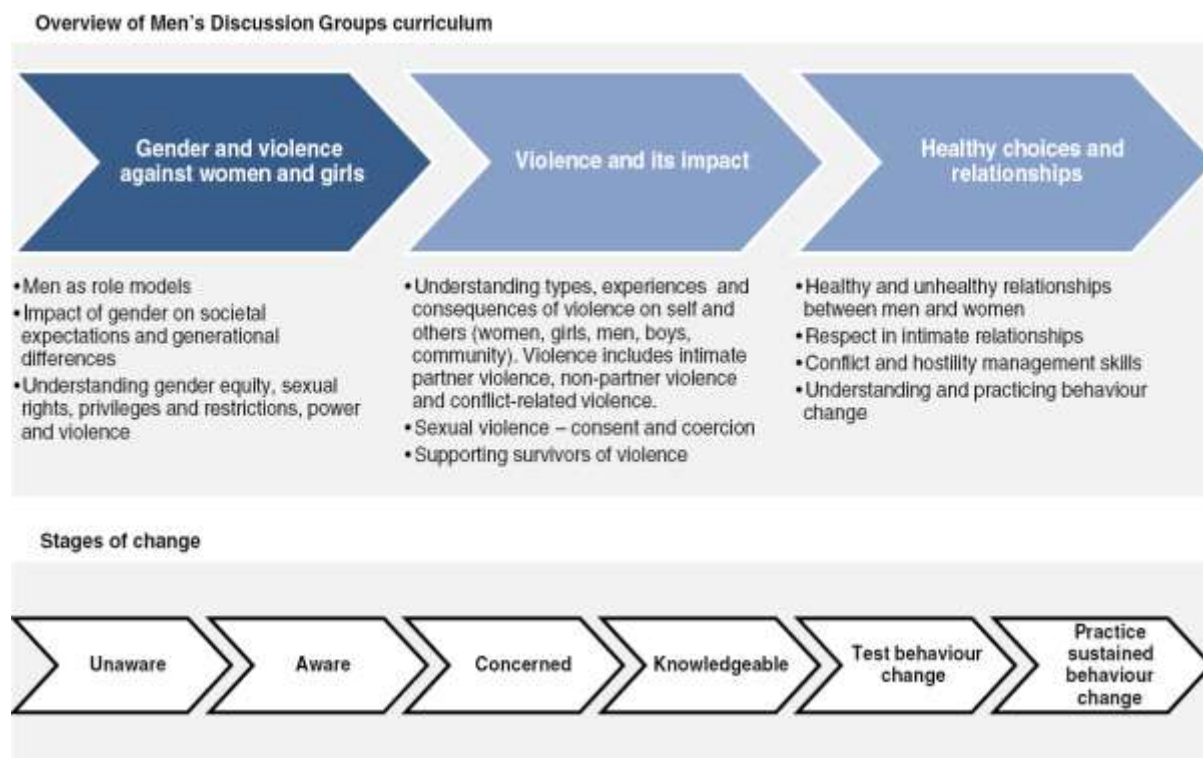 Overview of Men's Discussion Groups curriculum
Gender and violence
against women and girls
Violence and its impact
Healthy choices and
relationships
•Men as role models
•Impact of gender on societal
expectations and generational
differences
•Understanding gender equity, sexual
rights, privileges and restrictions, power
and violence
•Understanding types, experiences and
consequences of violence on self and
others (women, girls, men, boys,
community). Violence includes intimate
partner violence, non-partner violence
and conflict-related violence.
•Sexual violence – consent and coercion
•Supporting survivors of violence
•Healthy and unhealthy relationships
between men and women
•Respect in intimate relationships
•Conflict and hostility management skills
•Understanding and practicing behaviour
change
Stages of change
Unaware
Aware
Concerned
Knowledgeable
Test behaviour
change
Practice
sustained
behaviour
change